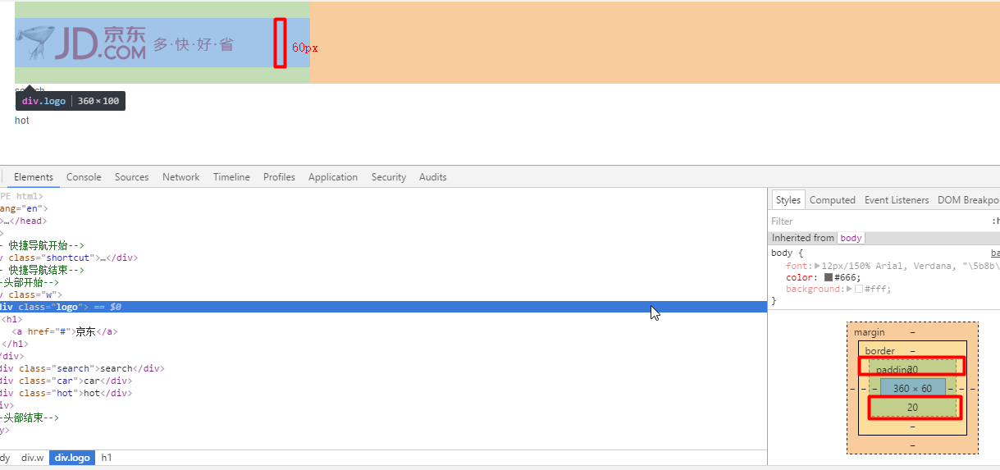 JD 京东
.COM
多·快·好·省
60px
search
div.logo 360×100
hot
Elements Console Sources Network Timeline Profiles Application Security Audits
PE html>
ang="en">
>…</head>
>
- 快捷导航开始-->
v class="shortcut">…</div>
- 快捷导航结束-->
-头部开始-->
v class="w">
div class="logo"> == $0
<h1>
<a href="#">京东</a>
</h1>
/div>
div class="search">search</div>
div class="car">car</div>
div class="hot">hot</div>
iv>
-头部结束-->
y>
dy div.w div.logo h1
Styles Computed Event Listeners DOM Breakpo
Filter :h
Inherited from body
body { ba
font:▶12px/150% Arial, Verdana, "\5b8b\
color: #666;
background:▶ #fff;
}
margin –
border –
padding 20
– – – 360 × 60 – – –
20
–
–